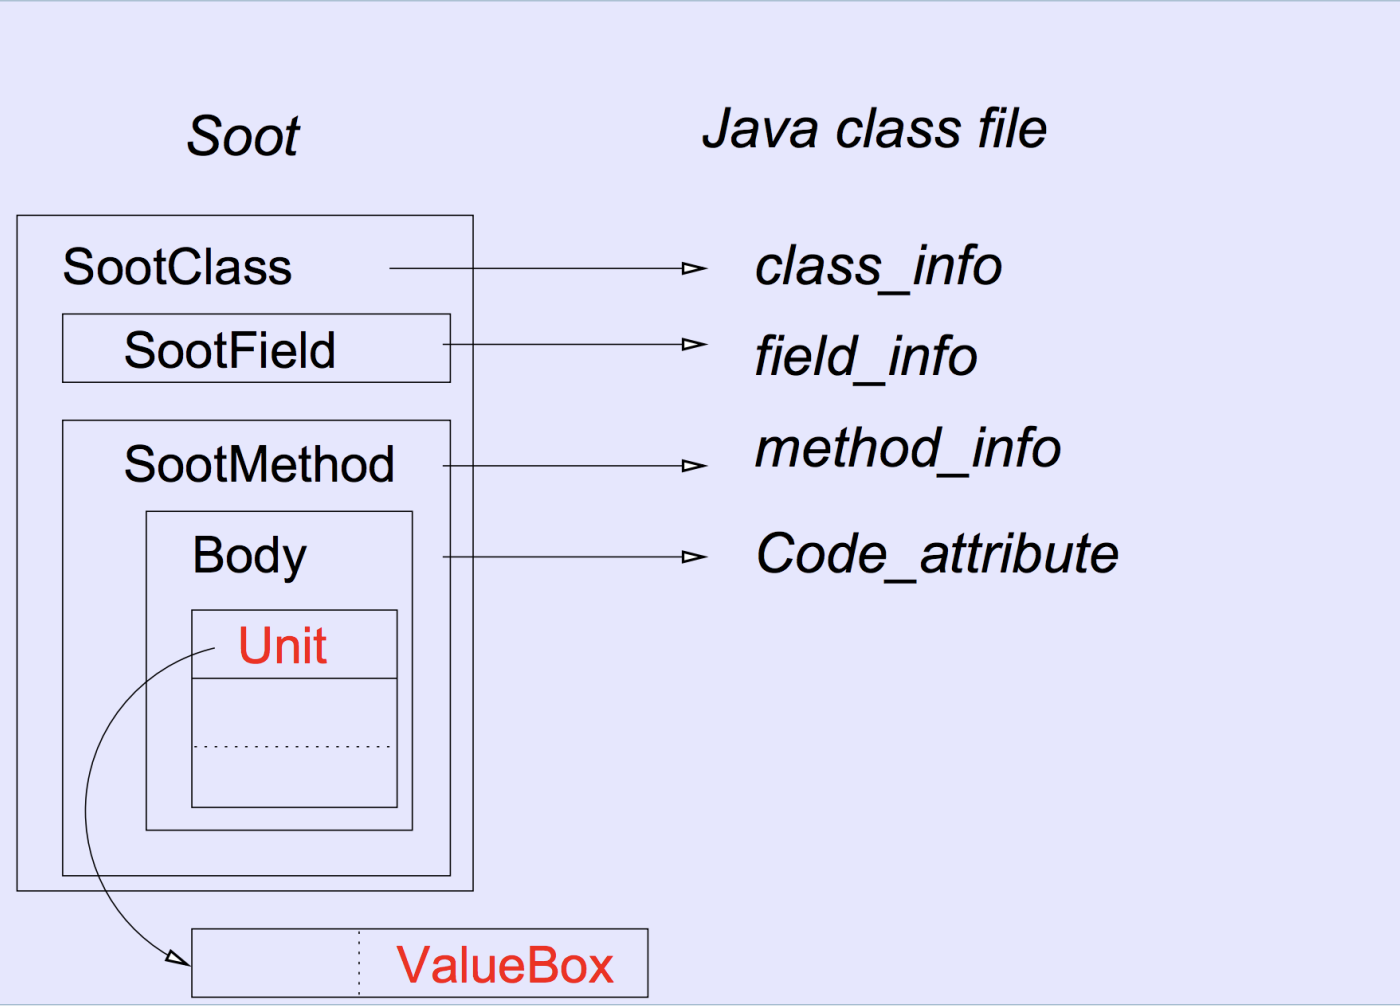 Soot
Java class file
SootClass
class_info
SootField
field_info
SootMethod
method_info
Body
Code_attribute
Unit
ValueBox